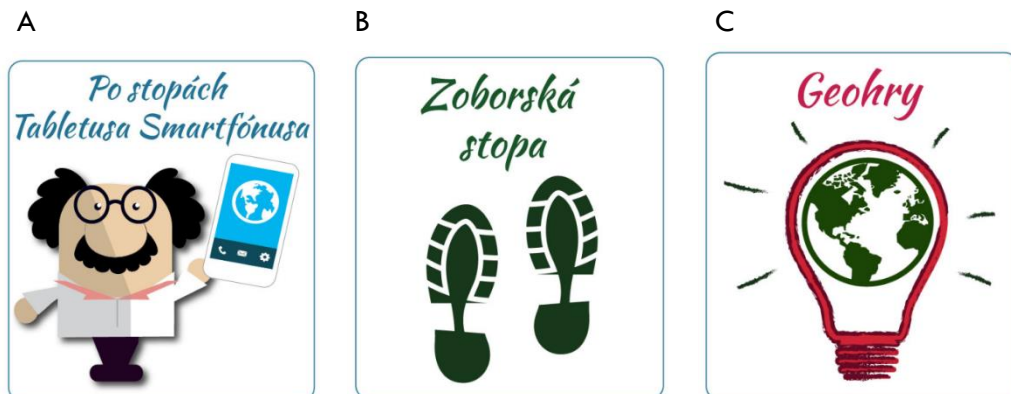 A
B
C
Po stopách
Tabletusa Smartfónusa
Zoborská
stopa
Geohry